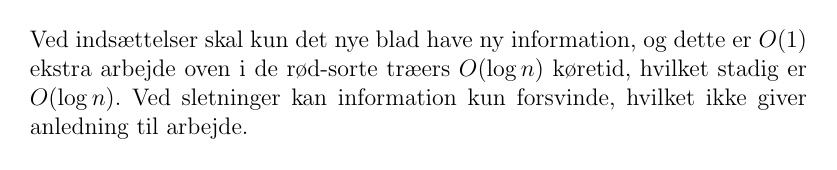 Ved indsættelser skal kun det nye blad have ny information, og dette er O(1)
ekstra arbejde oven i de rød-sorte træers O(log n) køretid, hvilket stadig er
O(log n). Ved sletninger kan information kun forsvinde, hvilket ikke giver
anledning til arbejde.